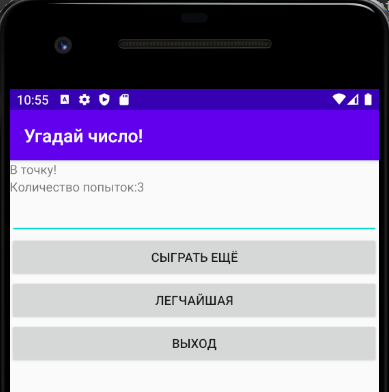 10:55
Угадай число!
В точку!
Количество попыток:3
СЫГРАТЬ ЕЩЁ
ЛЕГЧАЙШАЯ
ВЫХОД